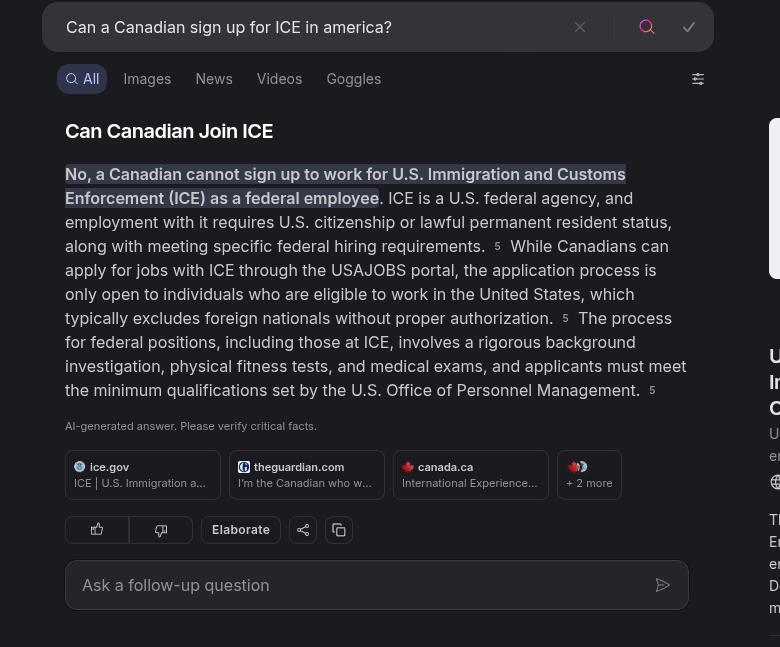 Can a Canadian sign up for ICE in america?
All Images News Videos Goggles
Can Canadian Join ICE
No, a Canadian cannot sign up to work for U.S. Immigration and Customs
Enforcement (ICE) as a federal employee. ICE is a U.S. federal agency, and
employment with it requires U.S. citizenship or lawful permanent resident status,
along with meeting specific federal hiring requirements. 5 While Canadians can
apply for jobs with ICE through the USAJOBS portal, the application process is
only open to individuals who are eligible to work in the United States, which
typically excludes foreign nationals without proper authorization. 5 The process
for federal positions, including those at ICE, involves a rigorous background
investigation, physical fitness tests, and medical exams, and applicants must meet
the minimum qualifications set by the U.S. Office of Personnel Management. 5
AI-generated answer. Please verify critical facts.
ice.gov
ICE | U.S. Immigration a...
theguardian.com
I'm the Canadian who w...
canada.ca
International Experience...
+ 2 more
Elaborate
Ask a follow-up question